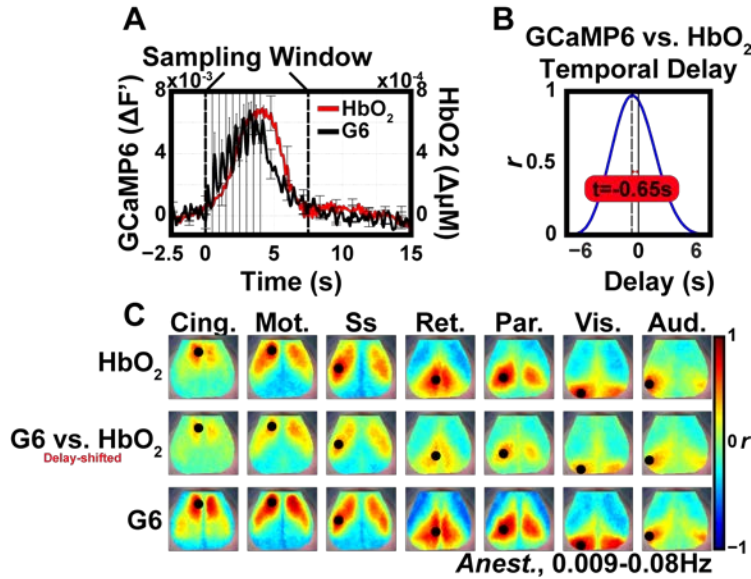 A
Sampling Window
x10⁻³
x10⁻⁴
GCaMP6 (ΔF')
8
4
0
HbO₂
G6
8
4
0
HbO2 (ΔμM)
−2.5
0
5
10
15
Time (s)
B
GCaMP6 vs. HbO₂
Temporal Delay
r
1
0.5
0
t=-0.65s
−6
0
6
Delay (s)
C
Cing. Mot. Ss Ret. Par. Vis. Aud.
HbO₂
G6 vs. HbO₂
Delay-shifted
G6
1
0 r
−1
Anest., 0.009-0.08Hz